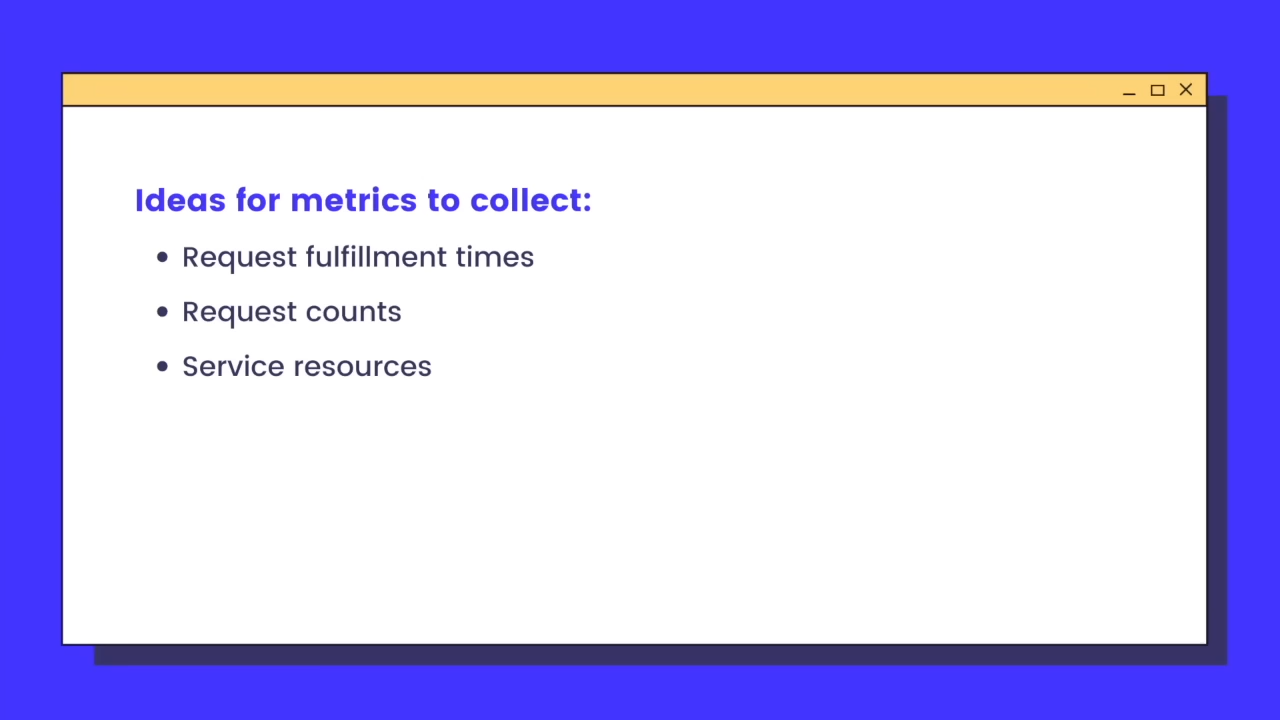 Ideas for metrics to collect:
• Request fulfillment times
• Request counts
• Service resources